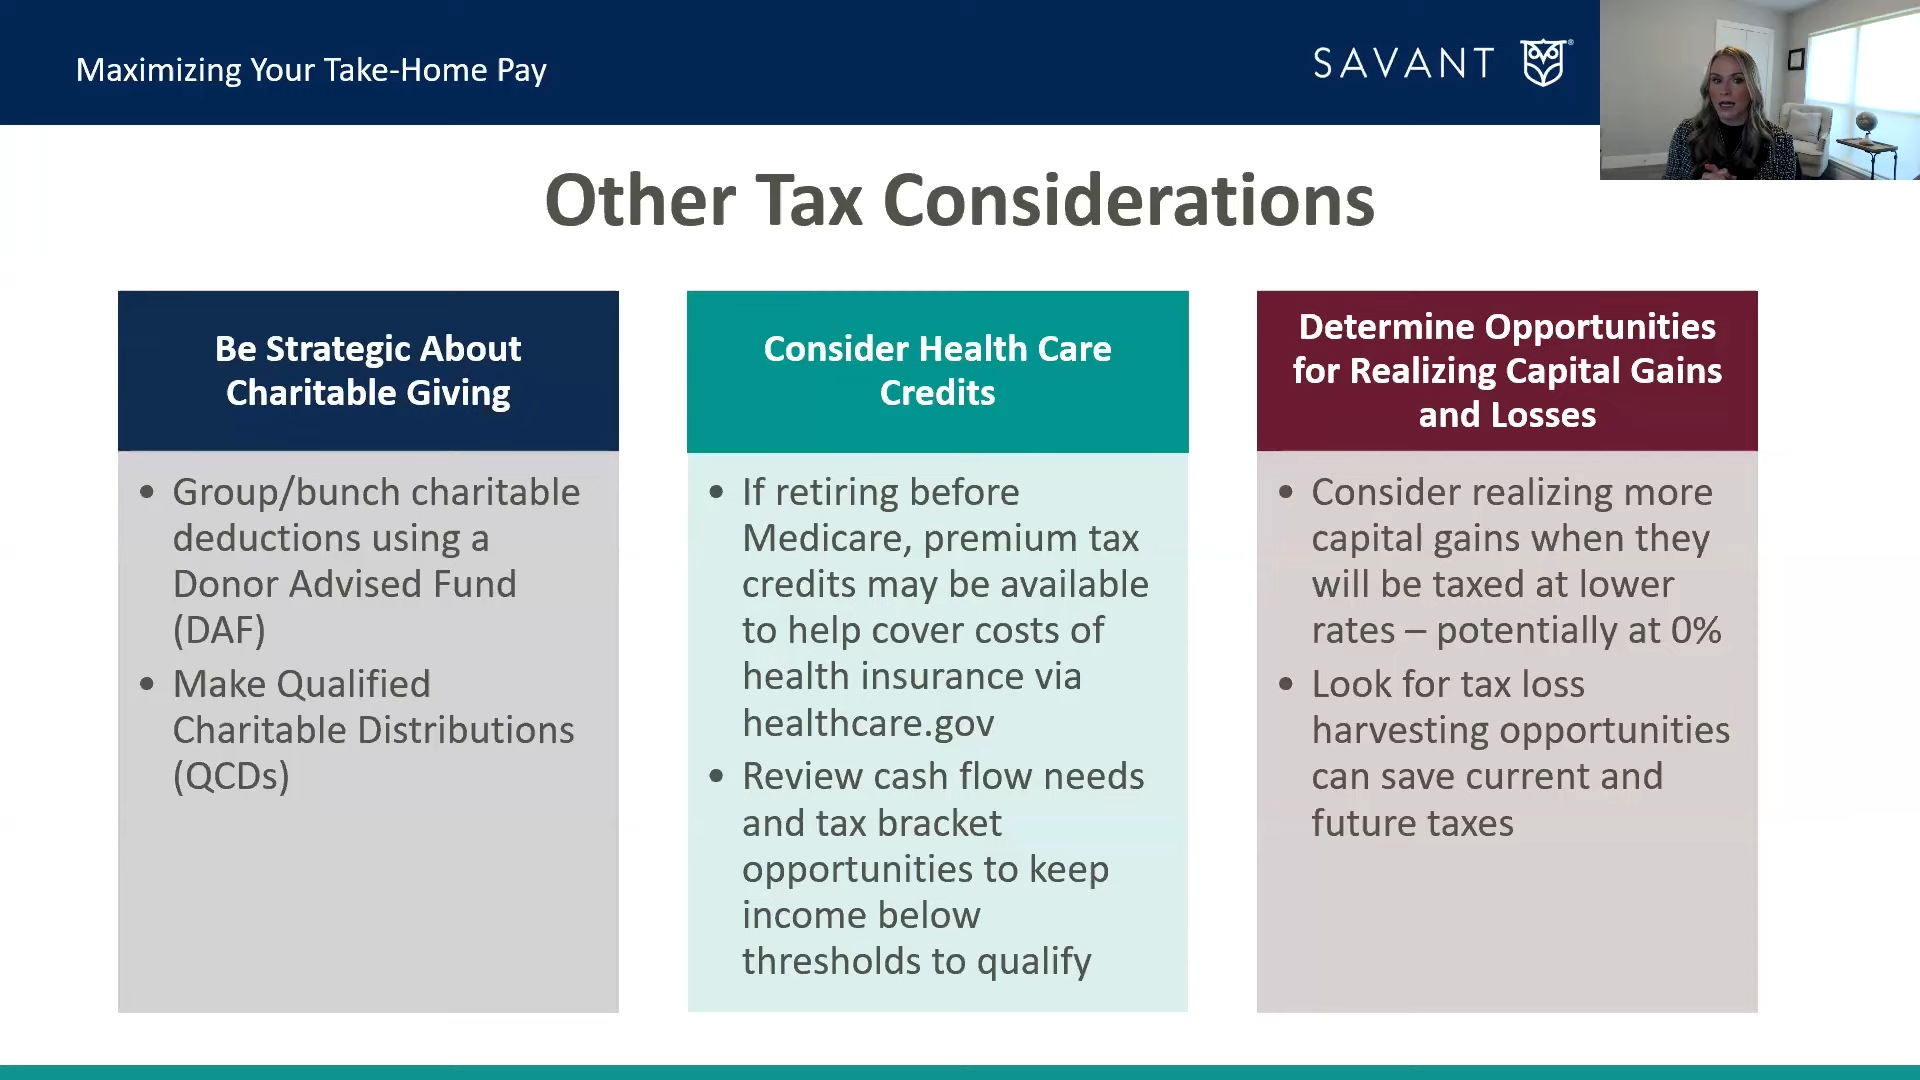 Maximizing Your Take-Home Pay
SAVANT
®
Other Tax Considerations
Be Strategic About
Charitable Giving
• Group/bunch charitable
deductions using a
Donor Advised Fund
(DAF)
• Make Qualified
Charitable Distributions
(QCDs)
Consider Health Care
Credits
• If retiring before
Medicare, premium tax
credits may be available
to help cover costs of
health insurance via
healthcare.gov
• Review cash flow needs
and tax bracket
opportunities to keep
income below
thresholds to qualify
Determine Opportunities
for Realizing Capital Gains
and Losses
• Consider realizing more
capital gains when they
will be taxed at lower
rates – potentially at 0%
• Look for tax loss
harvesting opportunities
can save current and
future taxes